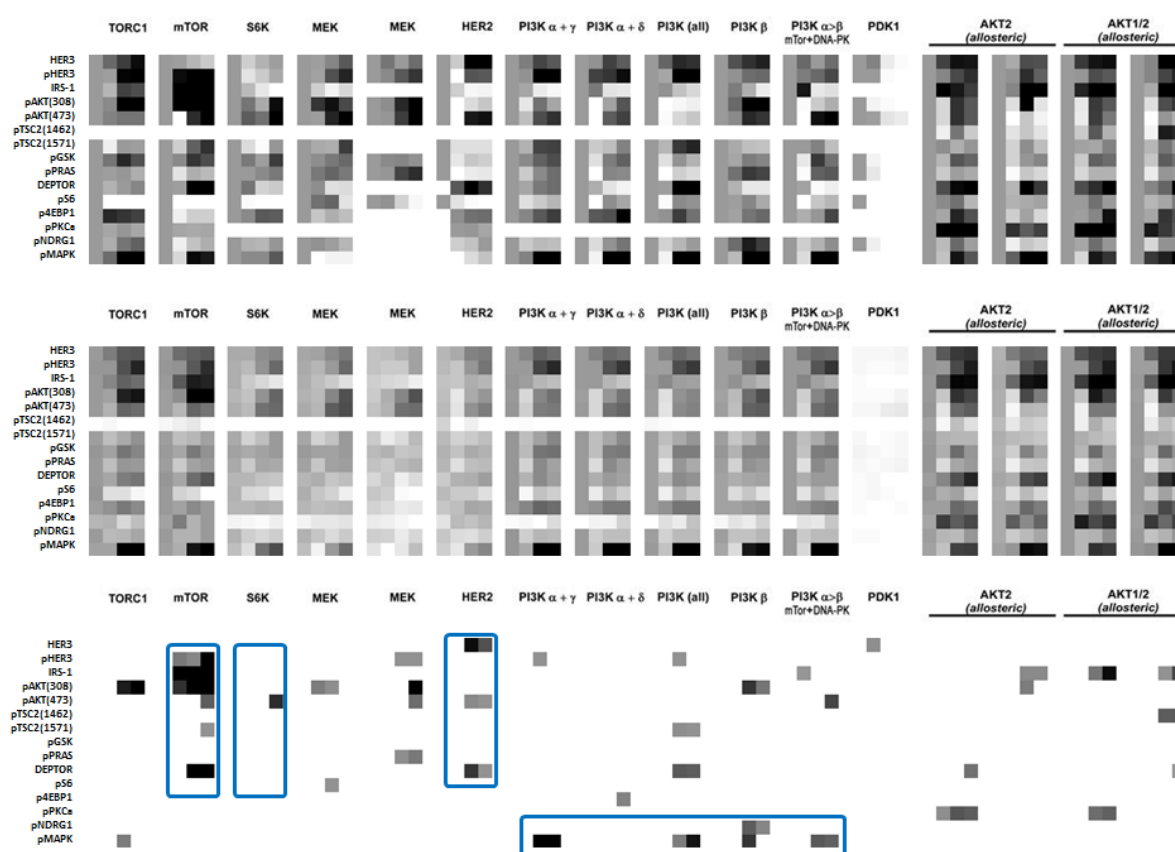 TORC1 mTOR S6K MEK MEK HER2 PI3K α + γ PI3K α + δ PI3K (all) PI3K β PI3K α>β PDK1 AKT2 AKT1/2
mTor+DNA-PK (allosteric) (allosteric)
HER3
pHER3
IRS-1
pAKT(308)
pAKT(473)
pTSC2(1462)
pTSC2(1571)
pGSK
pPRAS
DEPTOR
pS6
p4EBP1
pPKCa
pNDRG1
pMAPK
TORC1 mTOR S6K MEK MEK HER2 PI3K α + γ PI3K α + δ PI3K (all) PI3K β PI3K α>β PDK1 AKT2 AKT1/2
mTor+DNA-PK (allosteric) (allosteric)
HER3
pHER3
IRS-1
pAKT(308)
pAKT(473)
pTSC2(1462)
pTSC2(1571)
pGSK
pPRAS
DEPTOR
pS6
p4EBP1
pPKCa
pNDRG1
pMAPK
TORC1 mTOR S6K MEK MEK HER2 PI3K α + γ PI3K α + δ PI3K (all) PI3K β PI3K α>β PDK1 AKT2 AKT1/2
mTor+DNA-PK (allosteric) (allosteric)
HER3
pHER3
IRS-1
pAKT(308)
pAKT(473)
pTSC2(1462)
pTSC2(1571)
pGSK
pPRAS
DEPTOR
pS6
p4EBP1
pPKCa
pNDRG1
pMAPK